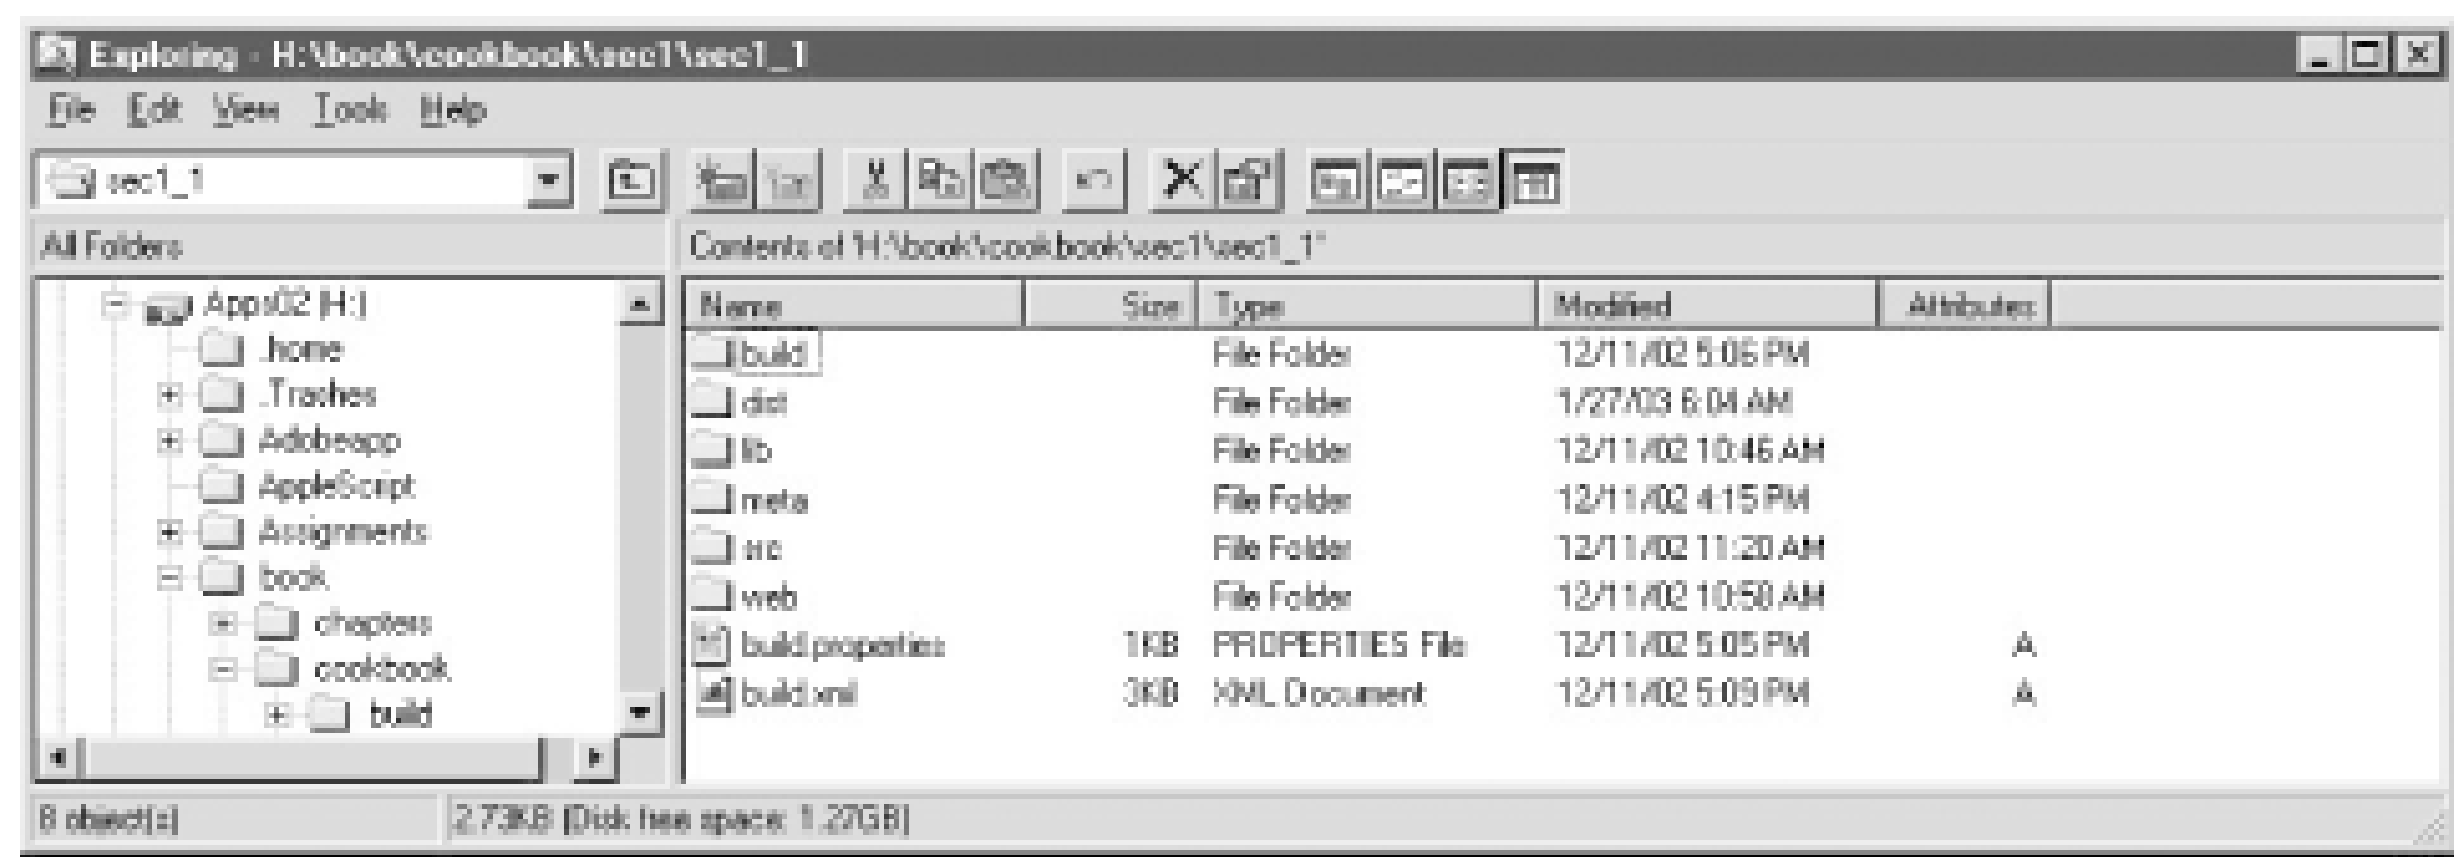 Exploring - H:\book\cookbook\sec1\sec1_1
File Edit View Tools Help
sec1_1
All Folders
Contents of 'H:\book\cookbook\sec1\sec1_1'
Apps02 (H:)
.home
.Trashes
Adobeapp
AppleScript
Assignments
book
chapters
cookbook
build
Name Size Type Modified Attributes
build File Folder 12/11/02 5:06 PM
dist File Folder 1/27/03 6:04 AM
lib File Folder 12/11/02 10:46 AM
meta File Folder 12/11/02 4:15 PM
src File Folder 12/11/02 11:20 AM
web File Folder 12/11/02 10:58 AM
build.properties 1KB PROPERTIES File 12/11/02 5:05 PM A
build.xml 3KB XML Document 12/11/02 5:09 PM A
8 object(s) 2.73KB (Disk free space: 1.27GB)